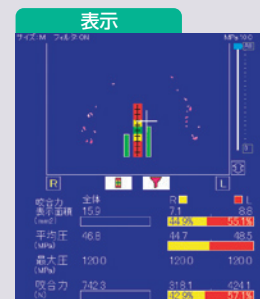 表示
サイズ:M フィルタ:ON MPa 10.0
R L
咬合力 全体 R L
表示面積 15.9 7.1 8.8
(mm2) 44.9% 55.1%
平均圧 46.8 44.7 48.5
(MPa)
最大圧 120.0 120.0 120.0
(MPa)
咬合力 742.3 318.1 424.1
(N) 42.9% 57.1%